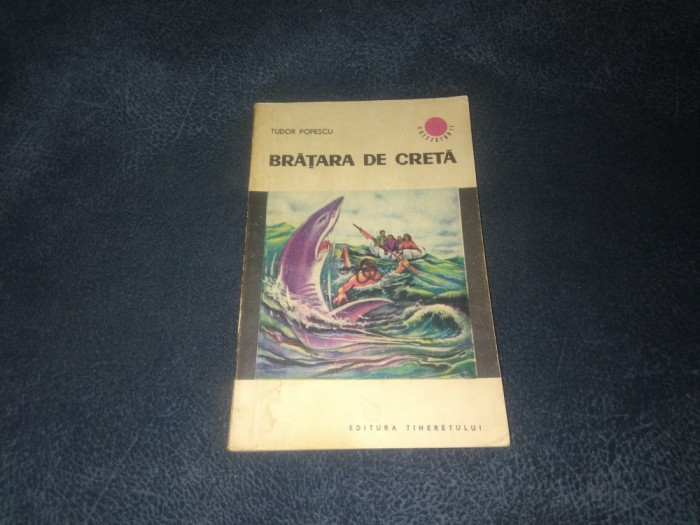 TUDOR POPESCU
BRĂȚARA DE CRETĂ
EDITURA TINERETULUI